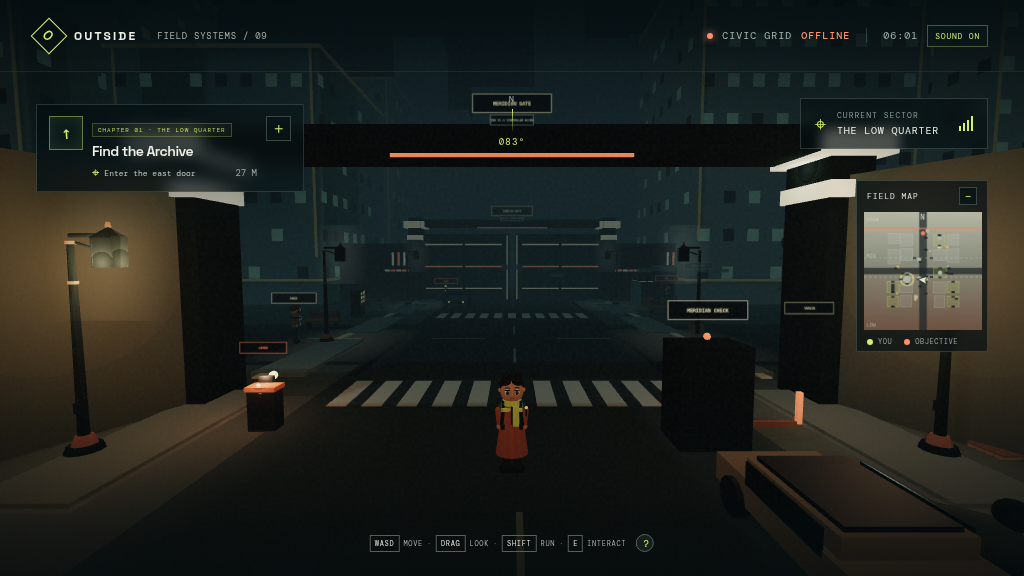 OUTSIDE
FIELD SYSTEMS / 09
CIVIC GRID OFFLINE
06:01
SOUND ON
CHAPTER 01 · THE LOW QUARTER
Find the Archive
Enter the east door
27 M
MERIDIAN GATE
N
083°
CURRENT SECTOR
THE LOW QUARTER
FIELD MAP
N
MID
LOW
YOU
OBJECTIVE
MERIDIAN CHECK
WASD MOVE · DRAG LOOK · SHIFT RUN · E INTERACT ?